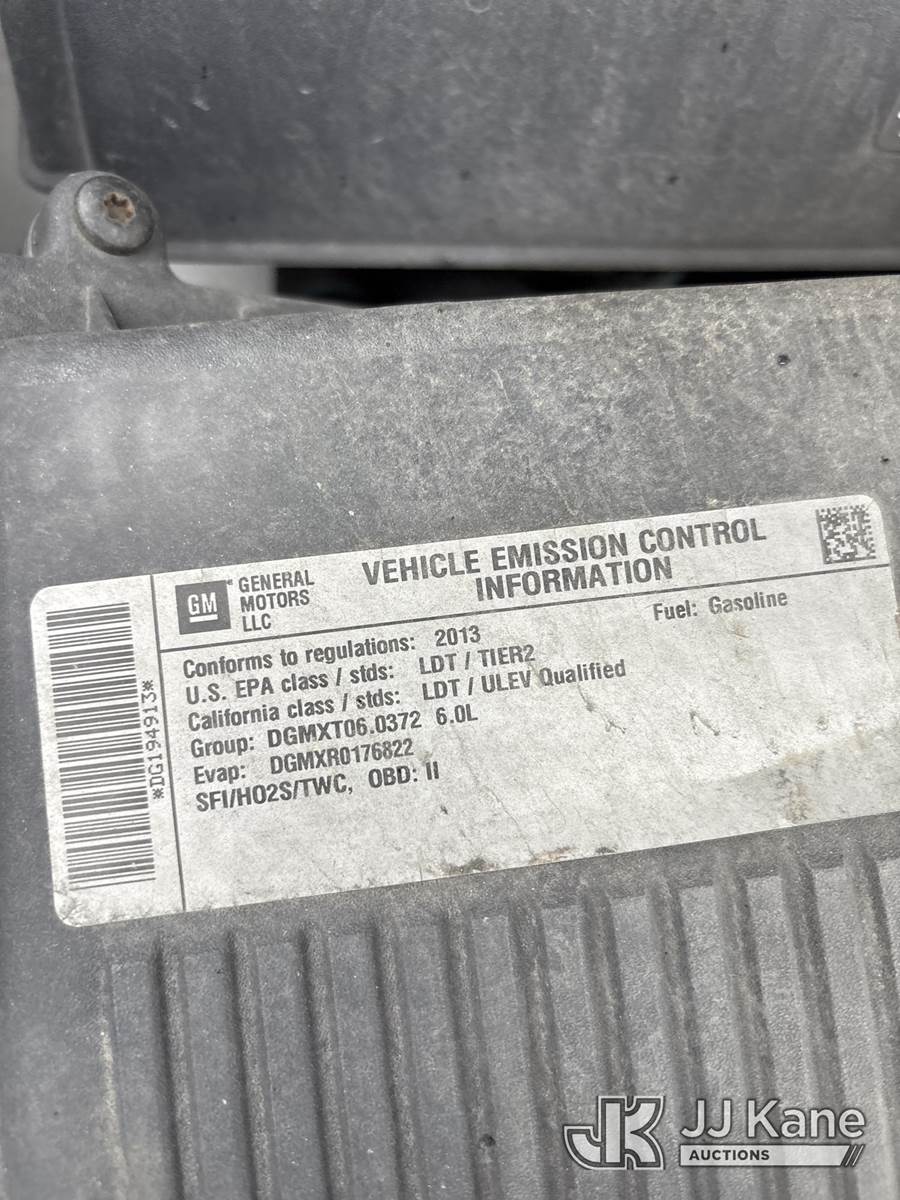 GM
GENERAL
MOTORS
LLC
VEHICLE EMISSION CONTROL
INFORMATION
Fuel: Gasoline
Conforms to regulations: 2013
U.S. EPA class / stds: LDT / TIER2
California class / stds: LDT / ULEV Qualified
Group: DGMXT06.0372 6.0L
Evap: DGMXR0176822
SFI/HO2S/TWC, OBD: II
*DG194913*
JK JJ Kane
AUCTIONS